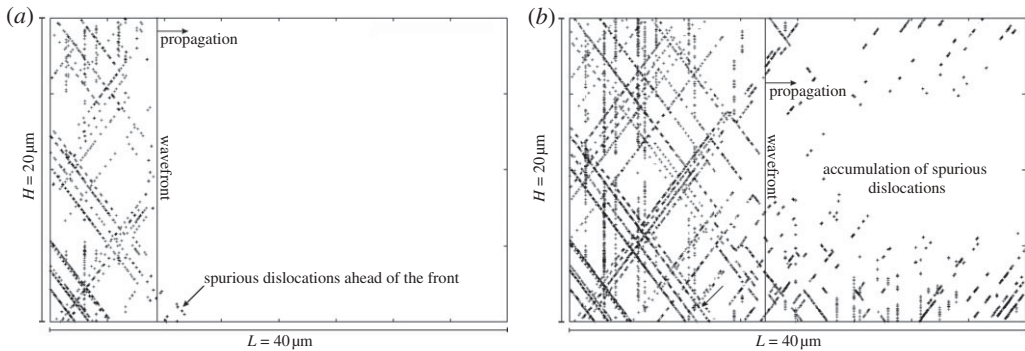 (a)
propagation
wavefront
H = 20 μm
spurious dislocations ahead of the front
L = 40 μm
(b)
propagation
wavefront
H = 20 μm
accumulation of spurious
dislocations
L = 40 μm